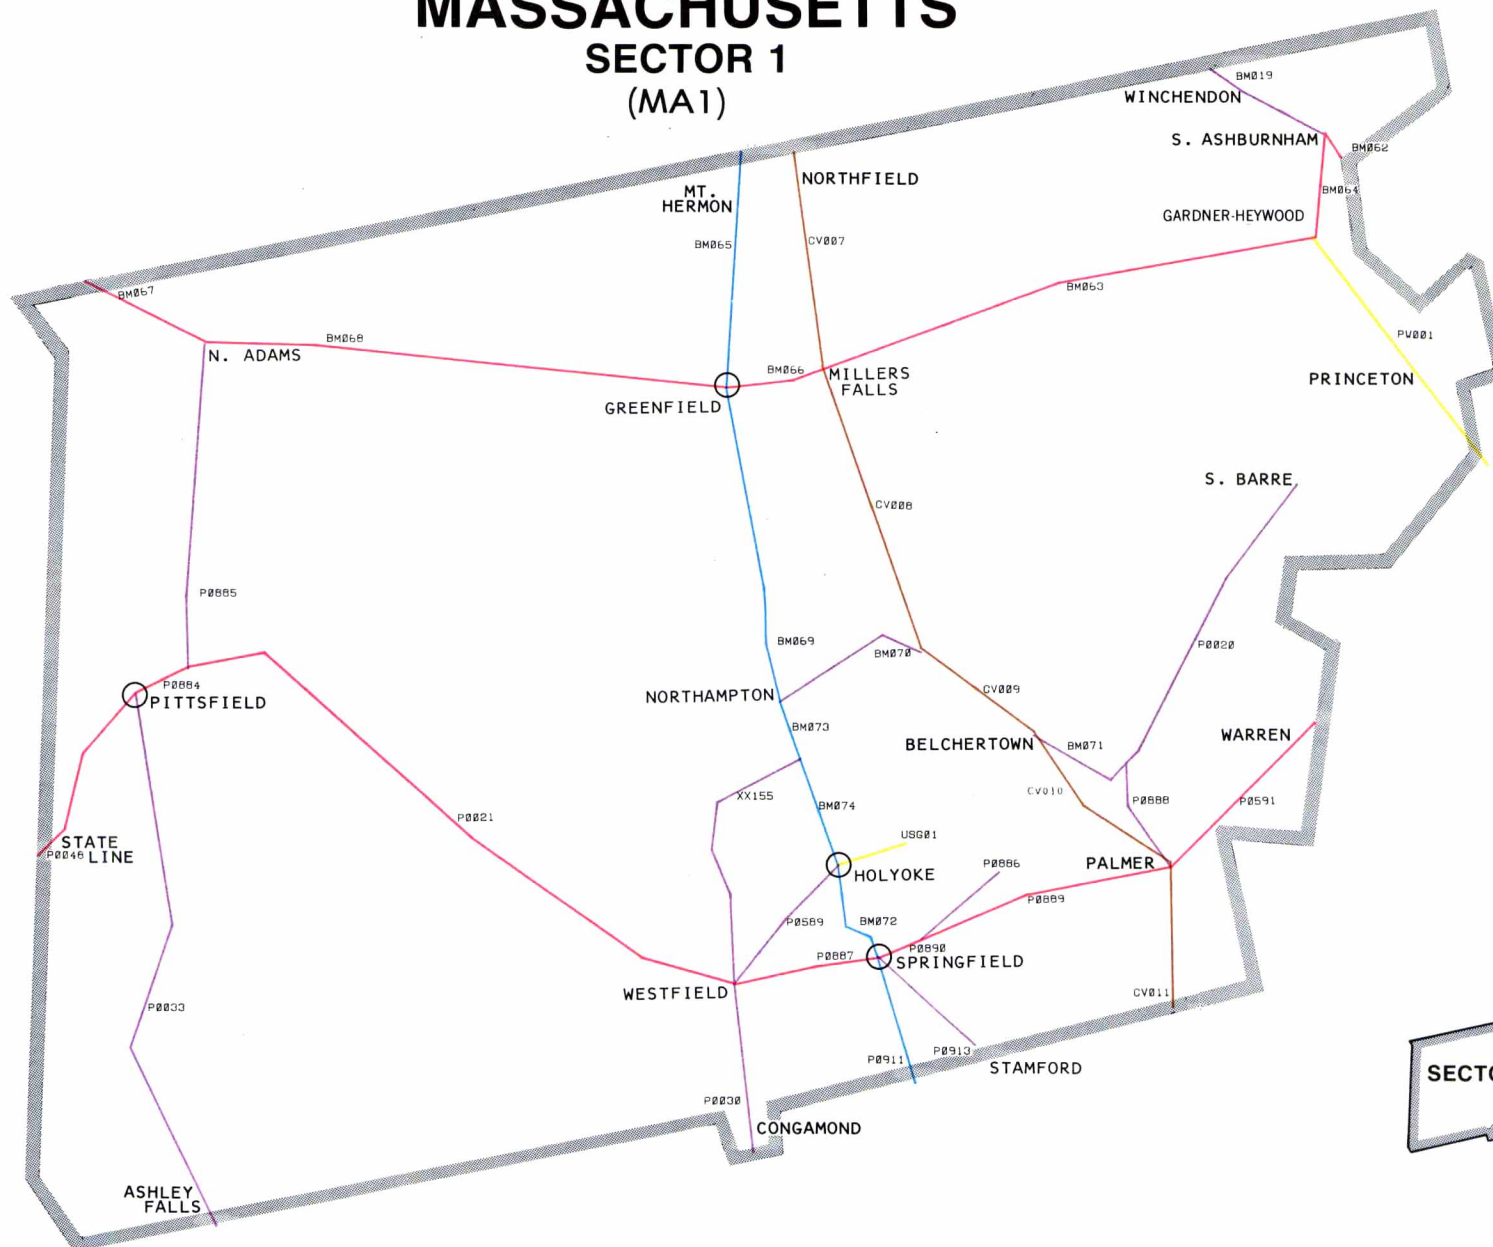 MASSACHUSETTS
SECTOR 1
(MA1)
BM019
WINCHENDON
S. ASHBURNHAM
BM062
MT.
HERMON
NORTHFIELD
BM064
GARDNER-HEYWOOD
BM065
CV007
BM063
BM067
BM068
N. ADAMS
BM066
MILLERS
FALLS
GREENFIELD
PW001
PRINCETON
S. BARRE
CV008
P0885
BM069
BM070
P0020
P0884
PITTSFIELD
NORTHAMPTON
CV009
BM073
BELCHERTOWN
BM071
WARREN
XX155
BM074
CV010
P0888
P0591
P0021
STATE
LINE
P0046
USG01
HOLYOKE
P0886
PALMER
P0889
P0589
BM072
P0890
P0887
SPRINGFIELD
WESTFIELD
CV011
P0033
P0911
P0913
STAMFORD
SECTO
P0030
CONGAMOND
ASHLEY
FALLS